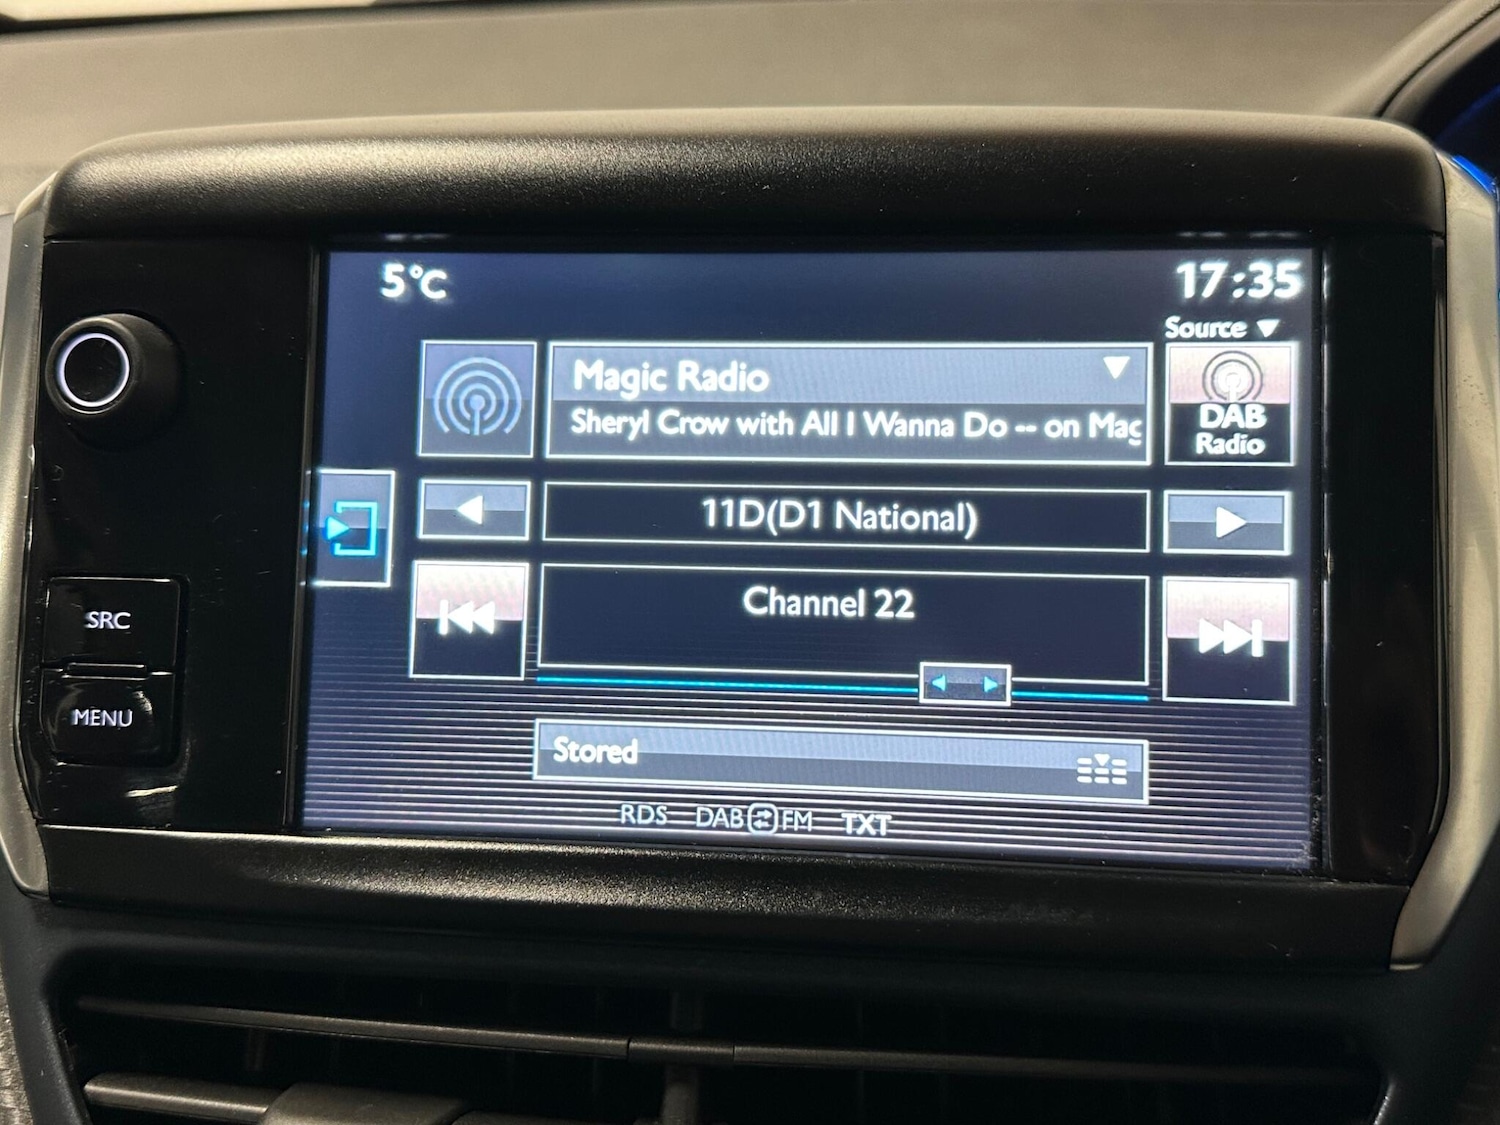 5°C
17:35
Source
Magic Radio
Sheryl Crow with All I Wanna Do -- on Mag
DAB
Radio
11D(D1 National)
Channel 22
SRC
MENU
Stored
RDS DAB FM TXT